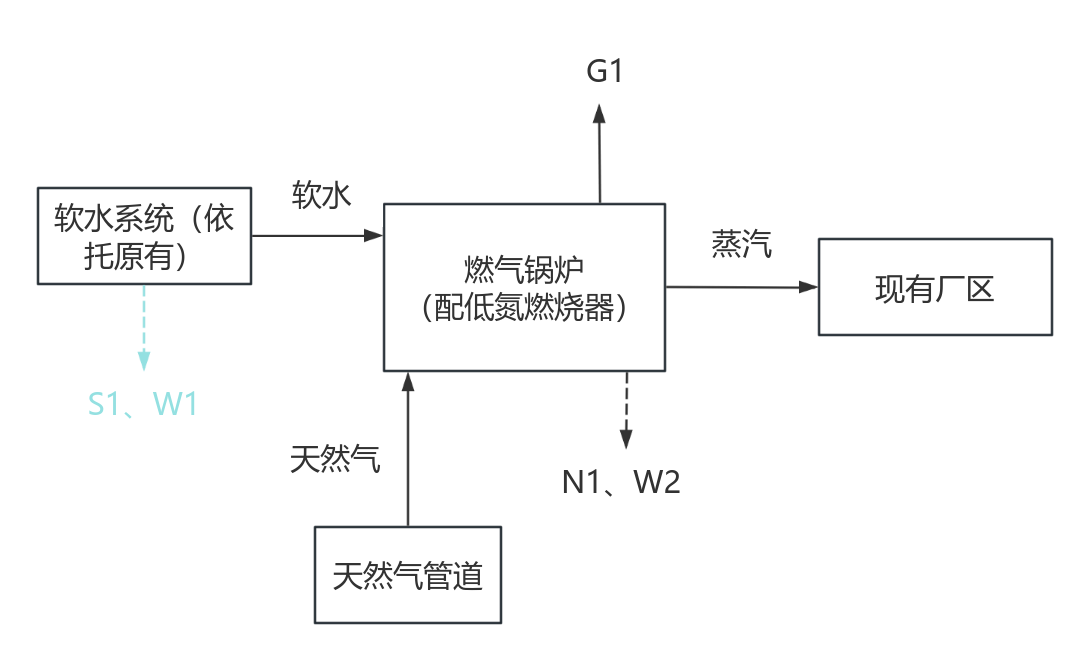 G1
软水
软水系统（依
托原有）
蒸汽
燃气锅炉
（配低氮燃烧器）
现有厂区
S1、W1
天然气
N1、W2
天然气管道